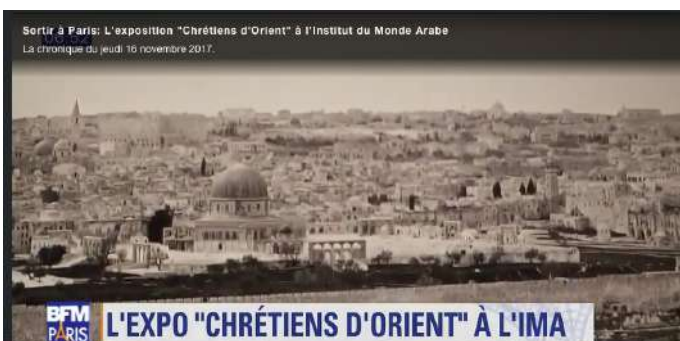 Sortir à Paris: L'exposition "Chrétiens d'Orient" à l'Institut du Monde Arabe
La chronique du jeudi 16 novembre 2017.
BFM
PARIS
L'EXPO "CHRÉTIENS D'ORIENT" À L'IMA